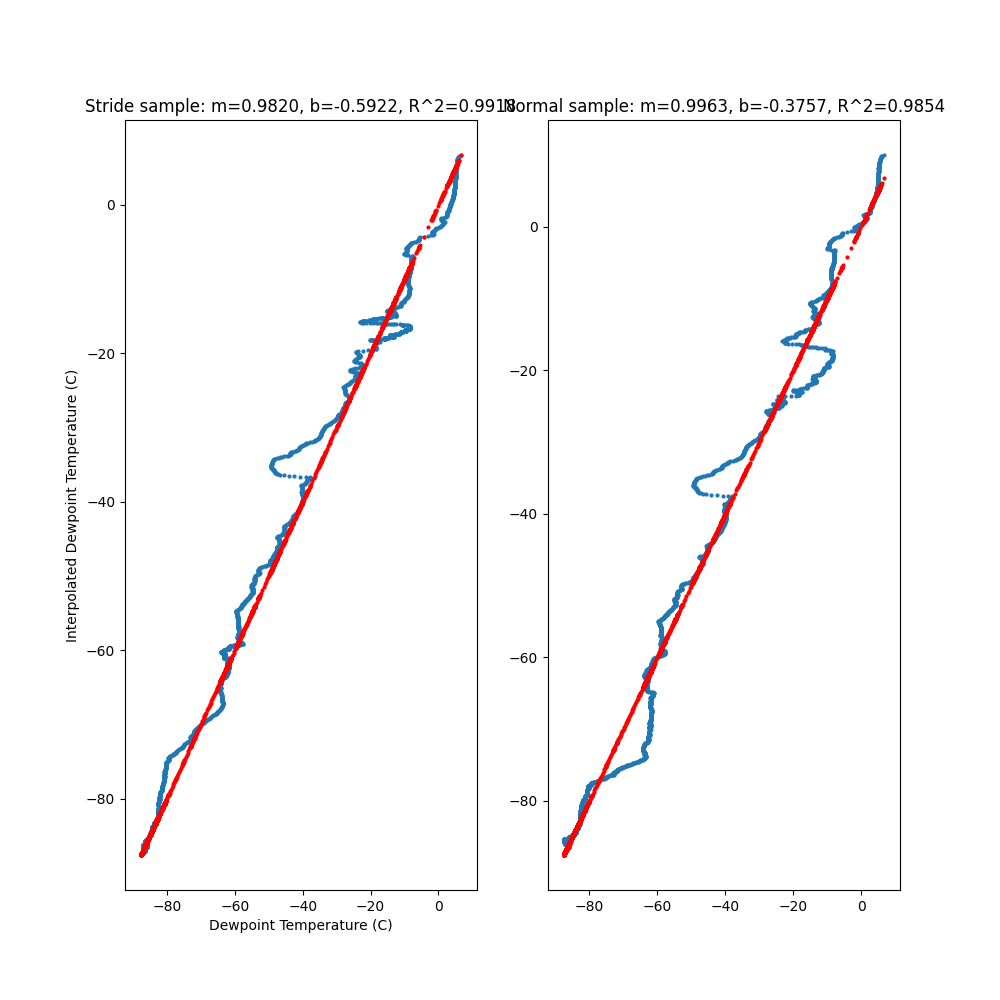 Stride sample: m=0.9820, b=-0.5922, R^2=0.9918
Normal sample: m=0.9963, b=-0.3757, R^2=0.9854
Interpolated Dewpoint Temperature (C)
0
−20
−40
−60
−80
−80 −60 −40 −20 0
Dewpoint Temperature (C)
0
−20
−40
−60
−80
−80 −60 −40 −20 0